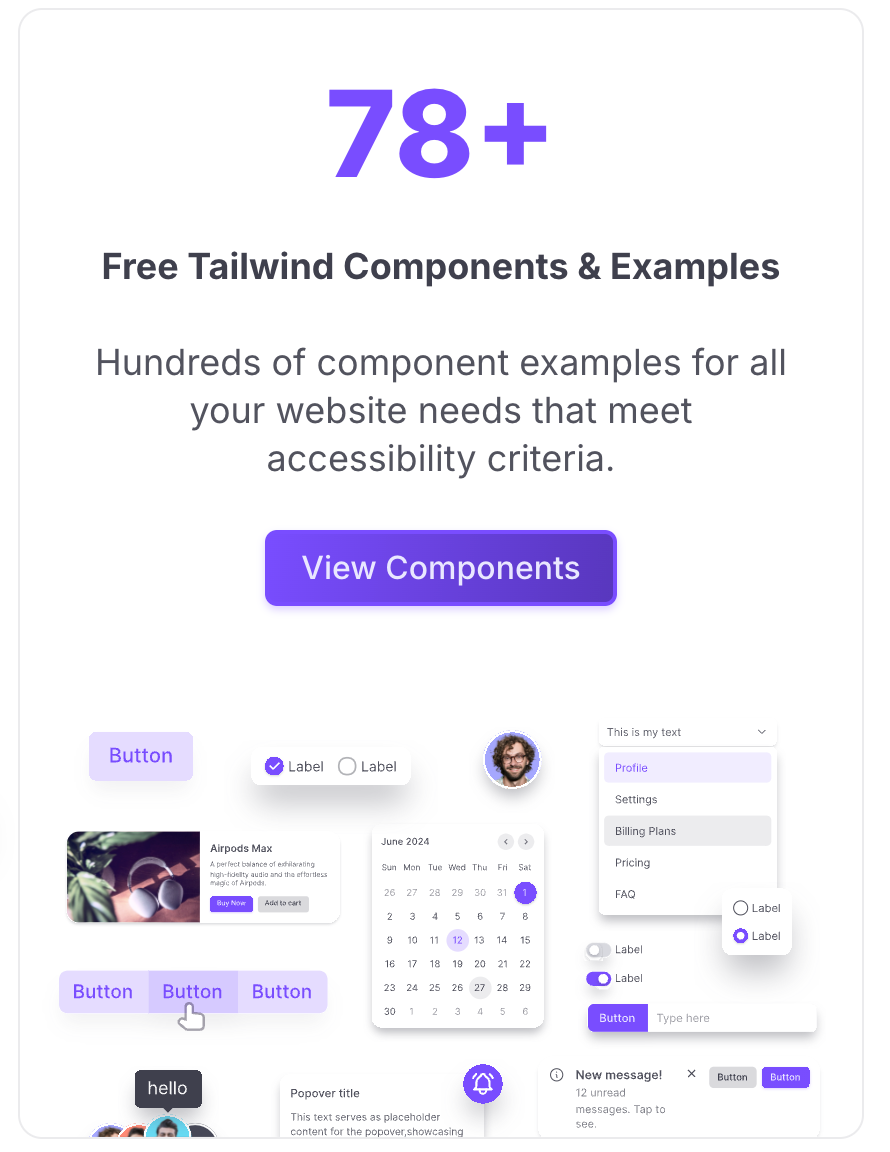 78+
Free Tailwind Components & Examples
Hundreds of component examples for all
your website needs that meet
accessibility criteria.
View Components
Button
Label Label
This is my text
Profile
Settings
Billing Plans
Pricing
FAQ
Label
Label
Airpods Max
A perfect balance of exhilarating
high-fidelity audio and the effortless
magic of Airpods.
Buy Now Add to cart
June 2024
Sun Mon Tue Wed Thu Fri Sat
26 27 28 29 30 31 1
2 3 4 5 6 7 8
9 10 11 12 13 14 15
16 17 18 19 20 21 22
23 24 25 26 27 28 29
30 1 2 3 4 5 6
Label
Label
Button Button Button
Button Type here
hello
Popover title
This text serves as placeholder
content for the popover,showcasing
New message!
12 unread
messages. Tap to
see.
Button Button